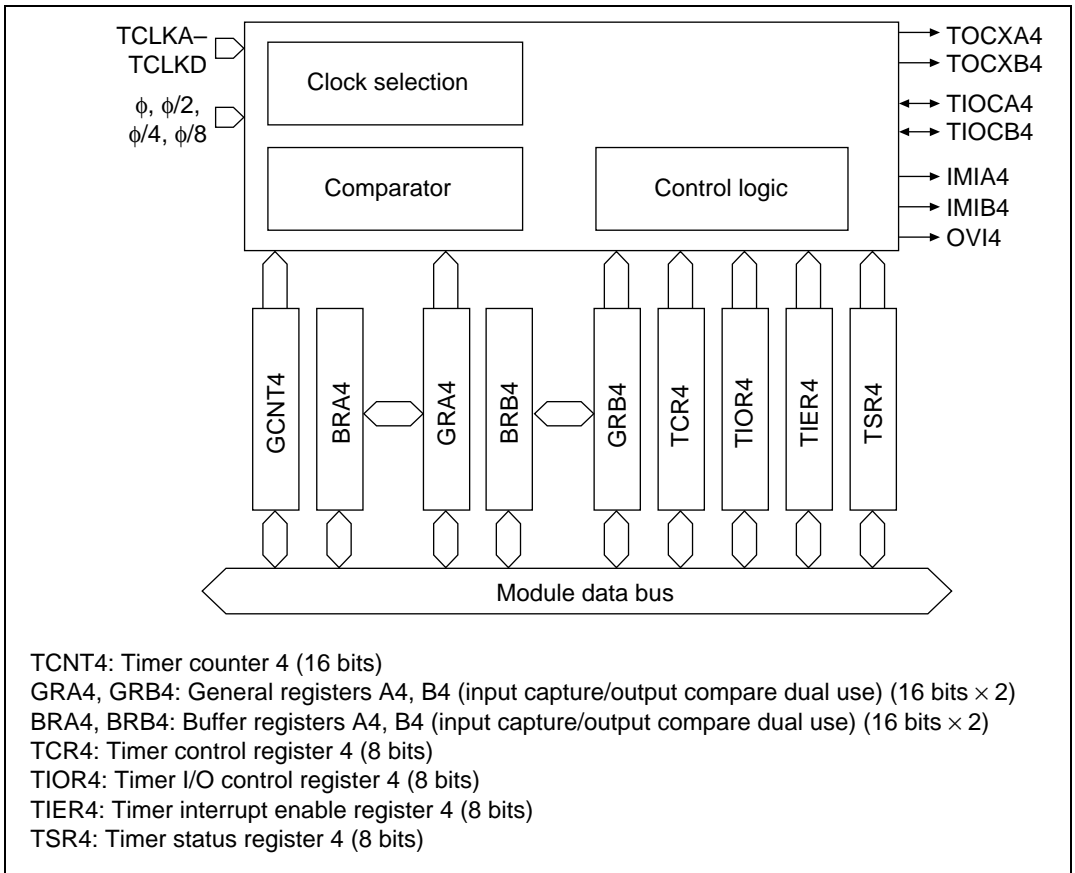 TCLKA–
TCLKD
ϕ, ϕ/2,
ϕ/4, ϕ/8
Clock selection
Comparator
Control logic
TOCXA4
TOCXB4
TIOCA4
TIOCB4
IMIA4
IMIB4
OVI4
GCNT4
BRA4
GRA4
BRB4
GRB4
TCR4
TIOR4
TIER4
TSR4
Module data bus
TCNT4: Timer counter 4 (16 bits)
GRA4, GRB4: General registers A4, B4 (input capture/output compare dual use) (16 bits × 2)
BRA4, BRB4: Buffer registers A4, B4 (input capture/output compare dual use) (16 bits × 2)
TCR4: Timer control register 4 (8 bits)
TIOR4: Timer I/O control register 4 (8 bits)
TIER4: Timer interrupt enable register 4 (8 bits)
TSR4: Timer status register 4 (8 bits)